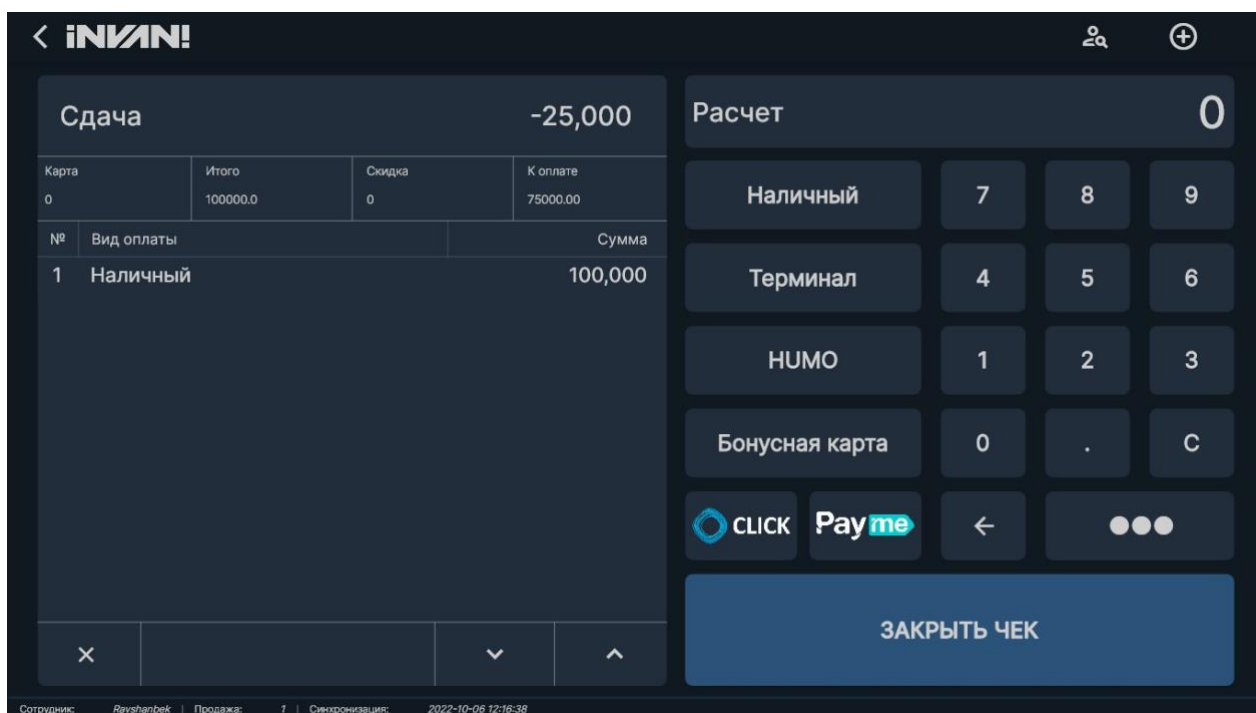 iNVAN!
Сдача -25,000
Карта Итого Скидка К оплате
0 100000.0 0 75000.00
№ Вид оплаты Сумма
1 Наличный 100,000
Расчет 0
Наличный 7 8 9
Терминал 4 5 6
HUMO 1 2 3
Бонусная карта 0 . C
CLICK Payme
ЗАКРЫТЬ ЧЕК
Сотрудник: Ravshanbek | Продажа: 1 | Синхронизация: 2022-10-06 12:16:38